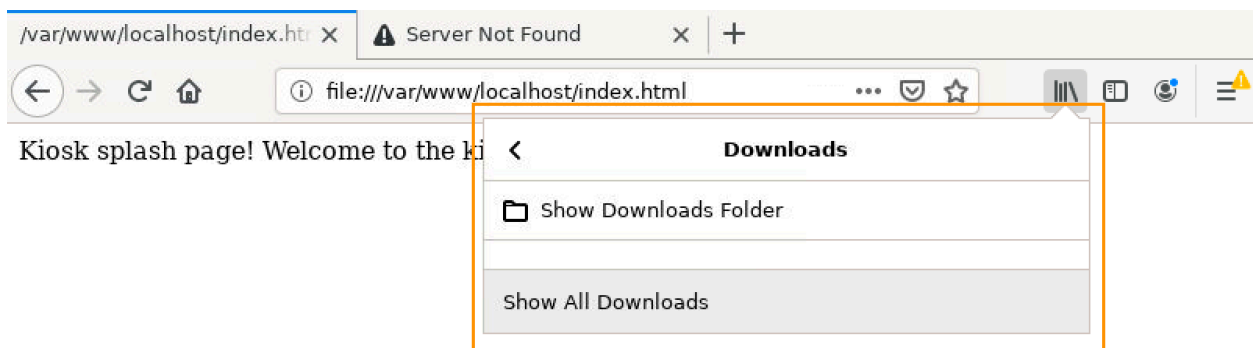 /var/www/localhost/index.ht
Server Not Found
file:///var/www/localhost/index.html
Kiosk splash page! Welcome to the ki
Downloads
Show Downloads Folder
Show All Downloads